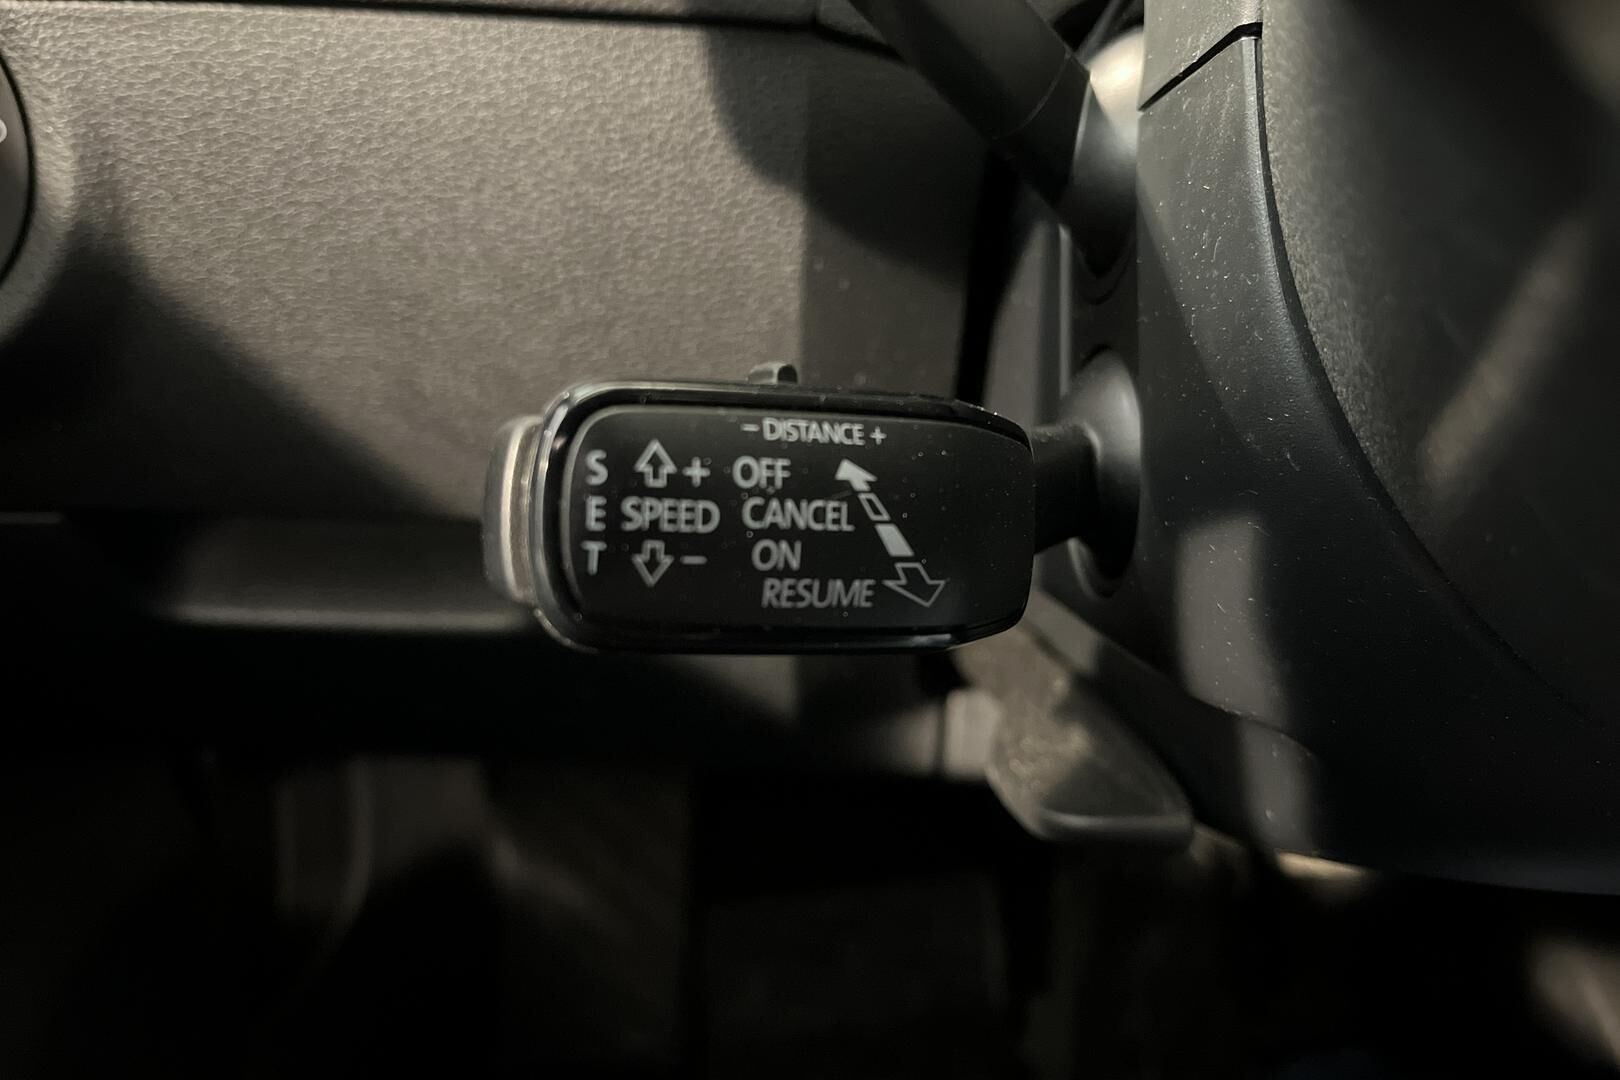 - DISTANCE +
S + OFF
E SPEED CANCEL
T - ON
RESUME